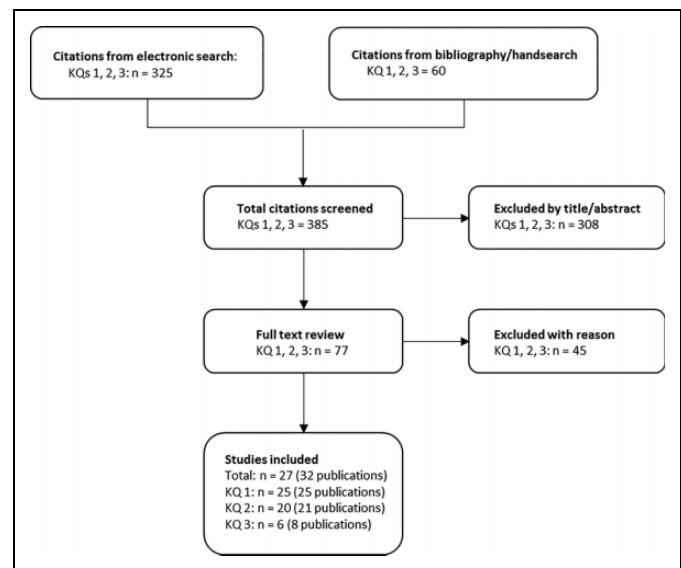 Citations from electronic search:
KQs 1, 2, 3: n = 325
Citations from bibliography/handsearch
KQ 1, 2, 3 = 60
Total citations screened
KQs 1, 2, 3 = 385
Excluded by title/abstract
KQs 1, 2, 3: n = 308
Full text review
KQ 1, 2, 3: n = 77
Excluded with reason
KQ 1, 2, 3: n = 45
Studies included
Total: n = 27 (32 publications)
KQ 1: n = 25 (25 publications)
KQ 2: n = 20 (21 publications)
KQ 3: n = 6 (8 publications)